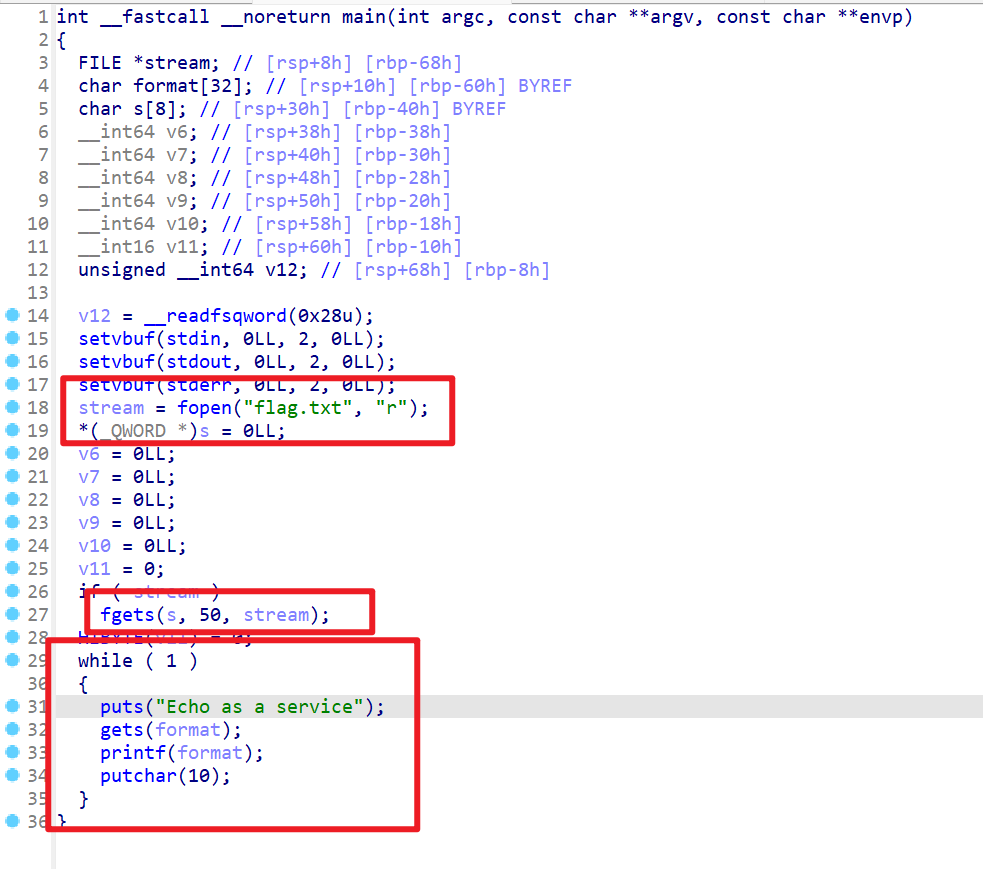 1 int __fastcall __noreturn main(int argc, const char **argv, const char **envp)
2 {
3 FILE *stream; // [rsp+8h] [rbp-68h]
4 char format[32]; // [rsp+10h] [rbp-60h] BYREF
5 char s[8]; // [rsp+30h] [rbp-40h] BYREF
6 __int64 v6; // [rsp+38h] [rbp-38h]
7 __int64 v7; // [rsp+40h] [rbp-30h]
8 __int64 v8; // [rsp+48h] [rbp-28h]
9 __int64 v9; // [rsp+50h] [rbp-20h]
10 __int64 v10; // [rsp+58h] [rbp-18h]
11 __int16 v11; // [rsp+60h] [rbp-10h]
12 unsigned __int64 v12; // [rsp+68h] [rbp-8h]
13
14 v12 = __readfsqword(0x28u);
15 setvbuf(stdin, 0LL, 2, 0LL);
16 setvbuf(stdout, 0LL, 2, 0LL);
17 setvbuf(stderr, 0LL, 2, 0LL);
18 stream = fopen("flag.txt", "r");
19 *(_QWORD *)s = 0LL;
20 v6 = 0LL;
21 v7 = 0LL;
22 v8 = 0LL;
23 v9 = 0LL;
24 v10 = 0LL;
25 v11 = 0;
26 if ( stream )
27 fgets(s, 50, stream);
28 HIBYTE(v11) = 0;
29 while ( 1 )
30 {
31 puts("Echo as a service");
32 gets(format);
33 printf(format);
34 putchar(10);
35 }
36 }